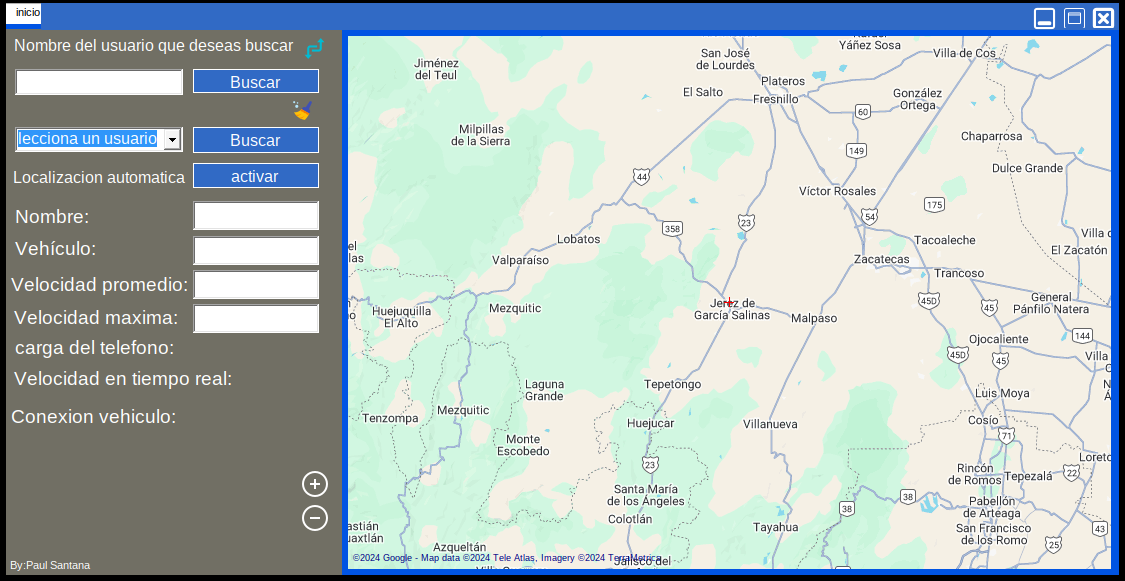 inicio
Nombre del usuario que deseas buscar
Buscar
lecciona un usuario
Buscar
Localizacion automatica
activar
Nombre:
Vehículo:
Velocidad promedio:
Velocidad maxima:
carga del telefono:
Velocidad en tiempo real:
Conexion vehiculo:
By:Paul Santana
Yáñez Sosa
San José
de Lourdes
Villa de Cos
Jiménez
del Teul
Plateros
El Salto
Fresnillo
González
Ortega
60
Milpillas
de la Sierra
Chaparrosa
149
Dulce Grande
44
Víctor Rosales
175
54
23
358
Lobatos
Tacoaleche
Villa
El Zacatón
el
las
Valparaíso
Zacatecas
Trancoso
45D
45
General
Pánfilo Natera
Mezquitic
Jerez de
García Salinas
Malpaso
Huejuquilla
El Alto
144
Ojocaliente
45D
45
Villa
Laguna
Grande
Tepetongo
Luis Moya
Mezquitic
Tenzompa
Huejucar
Villanueva
Cosío
71
Monte
Escobedo
23
Loreto
Rincón
de Romos
Tepezalá
22
Santa María
de los Ángeles
38
38
Pabellón
de Arteaga
Colotlán
Tayahua
San Francisco
de los Romo
43
25
astián
uaxtlán
Azqueltán
©2024 Google - Map data ©2024 Tele Atlas, Imagery ©2024 TerraMetrics